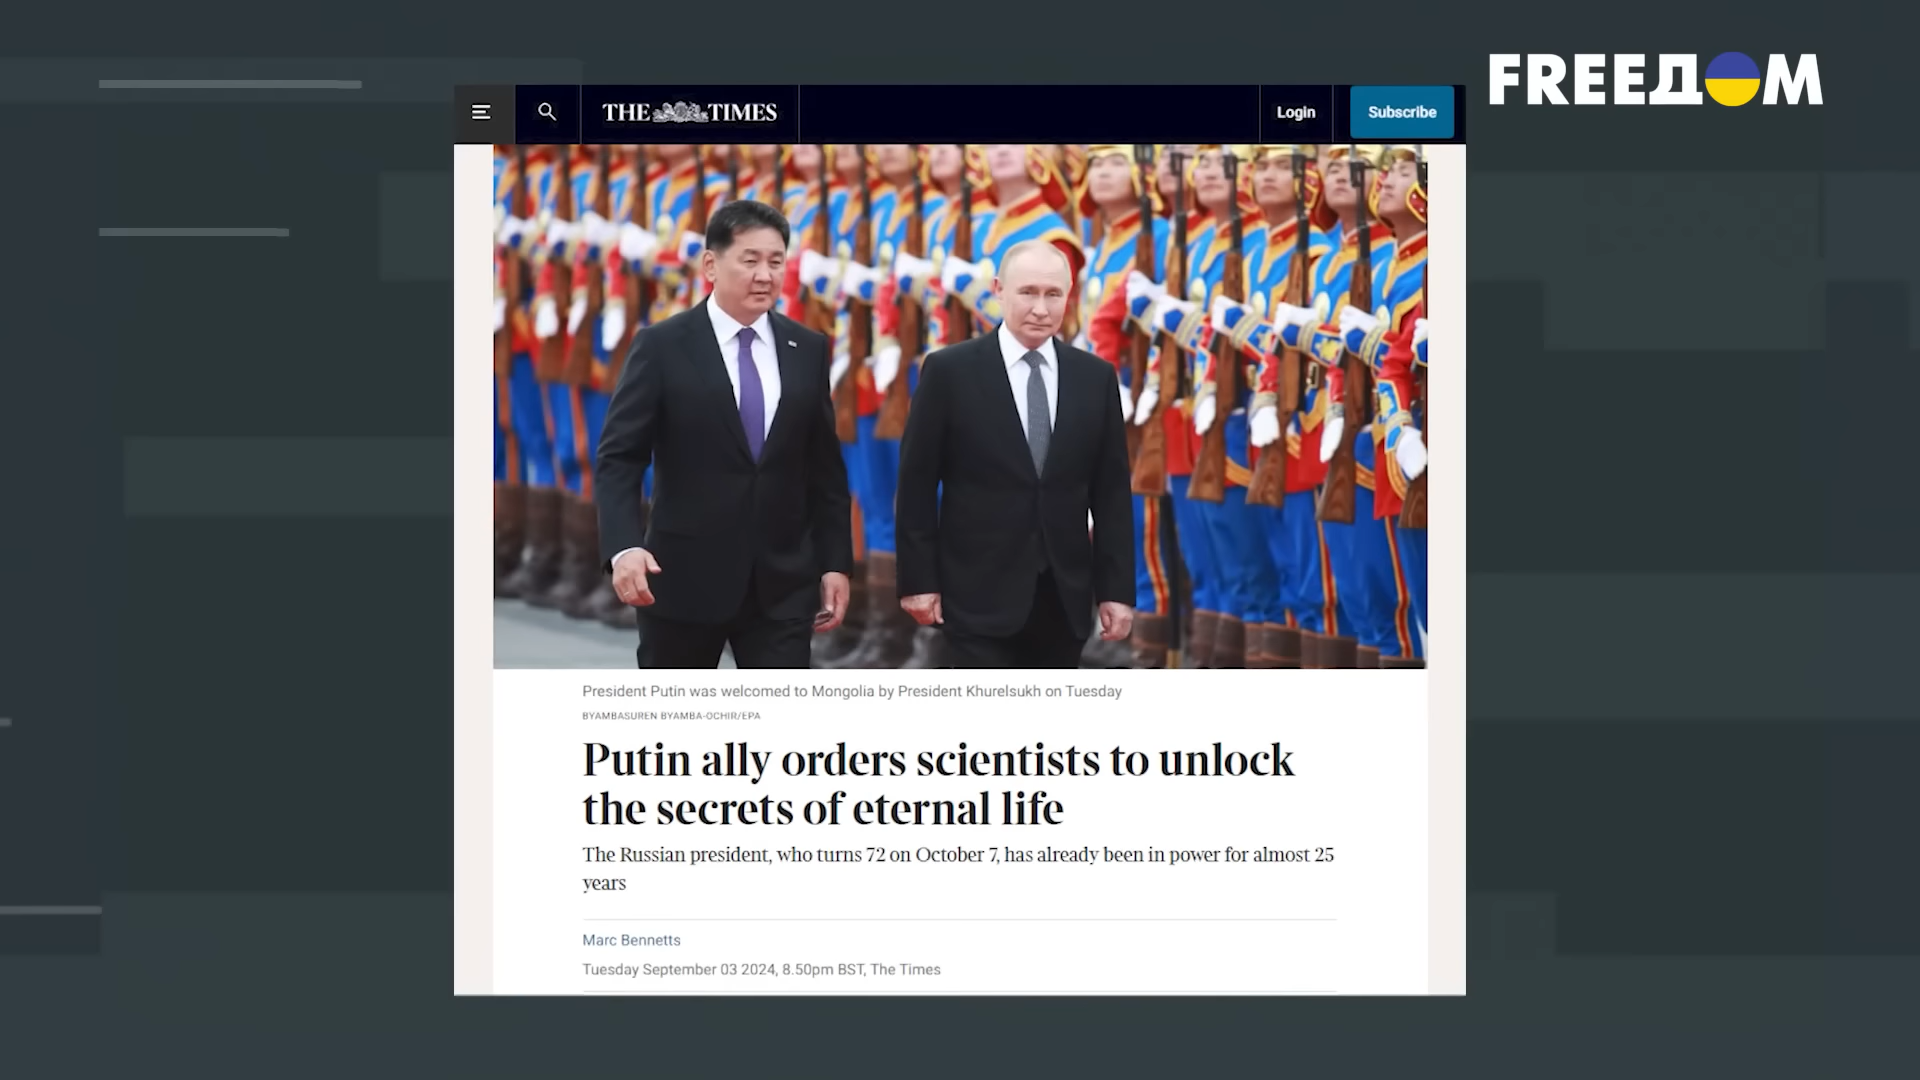 FREEДOM
THE TIMES
Login
Subscribe
President Putin was welcomed to Mongolia by President Khurelsukh on Tuesday
BYAMBASUREN BYAMBA-OCHIR/EPA
Putin ally orders scientists to unlock
the secrets of eternal life
The Russian president, who turns 72 on October 7, has already been in power for almost 25
years
Marc Bennetts
Tuesday September 03 2024, 8.50pm BST, The Times